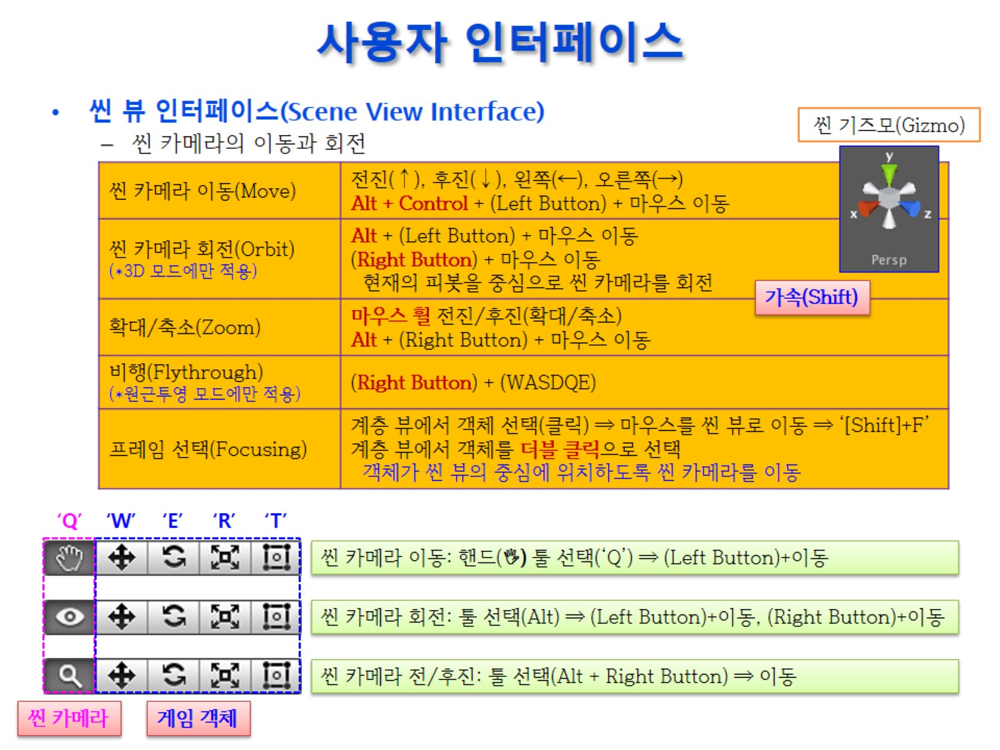 사용자 인터페이스
• 씬 뷰 인터페이스(Scene View Interface)
– 씬 카메라의 이동과 회전
씬 기즈모(Gizmo)
y
x
z
Persp
씬 카메라 이동(Move)
전진(↑), 후진(↓), 왼쪽(←), 오른쪽(→)
Alt + Control + (Left Button) + 마우스 이동
씬 카메라 회전(Orbit)
(*3D 모드에만 적용)
Alt + (Left Button) + 마우스 이동
(Right Button) + 마우스 이동
현재의 피봇을 중심으로 씬 카메라를 회전
가속(Shift)
확대/축소(Zoom)
마우스 휠 전진/후진(확대/축소)
Alt + (Right Button) + 마우스 이동
비행(Flythrough)
(*원근투영 모드에만 적용)
(Right Button) + (WASDQE)
프레임 선택(Focusing)
계층 뷰에서 객체 선택(클릭) ⇒ 마우스를 씬 뷰로 이동 ⇒ ‘[Shift]+F’
계층 뷰에서 객체를 더블 클릭으로 선택
객체가 씬 뷰의 중심에 위치하도록 씬 카메라를 이동
‘Q’ ‘W’ ‘E’ ‘R’ ‘T’
씬 카메라 이동: 핸드(🖐) 툴 선택(‘Q’) ⇒ (Left Button)+이동
씬 카메라 회전: 툴 선택(Alt) ⇒ (Left Button)+이동, (Right Button)+이동
씬 카메라 전/후진: 툴 선택(Alt + Right Button) ⇒ 이동
씬 카메라
게임 객체